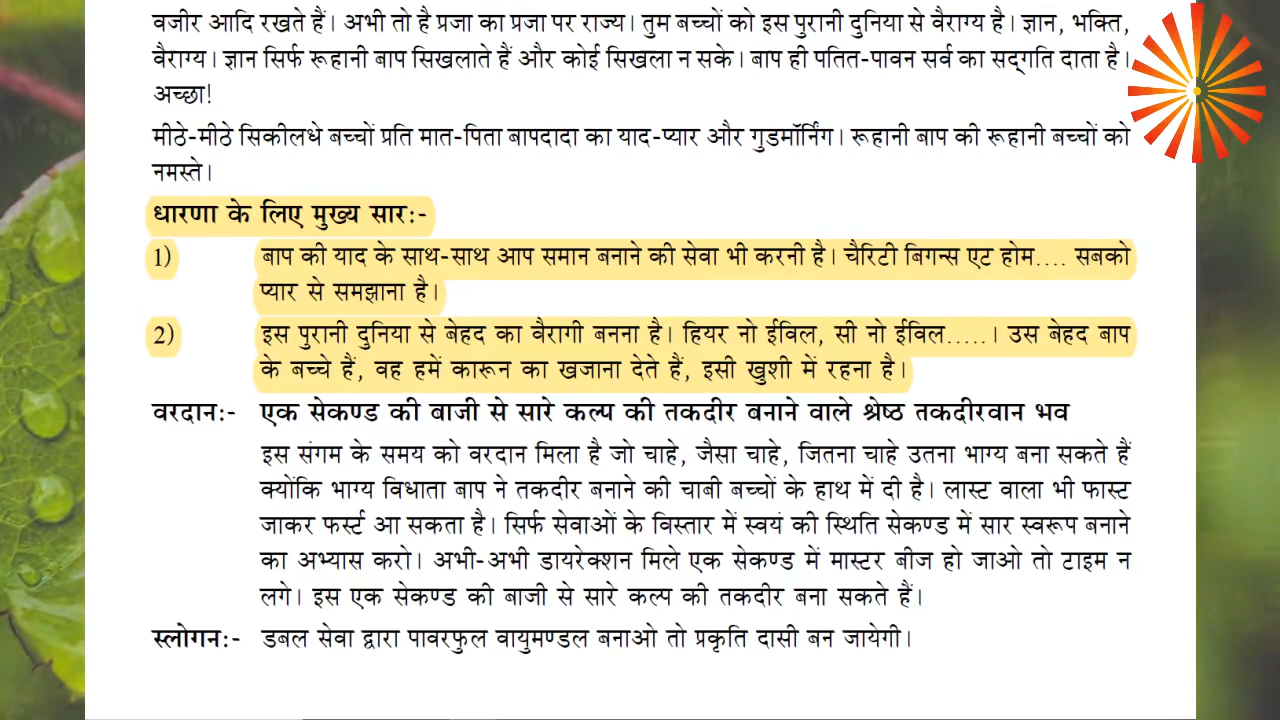 वजीर आदि रखते हैं। अभी तो है प्रजा का प्रजा पर राज्य। तुम बच्चों को इस पुरानी दुनिया से वैराग्य है। ज्ञान, भक्ति,
वैराग्य। ज्ञान सिर्फ रूहानी बाप सिखलाते हैं और कोई सिखला न सके। बाप ही पतित-पावन सर्व का सद्गति दाता है।
अच्छा!
मीठे-मीठे सिकीलधे बच्चों प्रति मात-पिता बापदादा का याद-प्यार और गुडमॉर्निंग। रूहानी बाप की रूहानी बच्चों को
नमस्ते।
धारणा के लिए मुख्य सार:-
1) बाप की याद के साथ-साथ आप समान बनाने की सेवा भी करनी है। चैरिटी बिगन्स एट होम.... सबको
प्यार से समझाना है।
2) इस पुरानी दुनिया से बेहद का वैरागी बनना है। हियर नो ईविल, सी नो ईविल.....। उस बेहद बाप
के बच्चे हैं, वह हमें कारून का खजाना देते हैं, इसी खुशी में रहना है।
वरदान:- एक सेकण्ड की बाजी से सारे कल्प की तकदीर बनाने वाले श्रेष्ठ तकदीरवान भव
इस संगम के समय को वरदान मिला है जो चाहे, जैसा चाहे, जितना चाहे उतना भाग्य बना सकते हैं
क्योंकि भाग्य विधाता बाप ने तकदीर बनाने की चाबी बच्चों के हाथ में दी है। लास्ट वाला भी फास्ट
जाकर फर्स्ट आ सकता है। सिर्फ सेवाओं के विस्तार में स्वयं की स्थिति सेकण्ड में सार स्वरूप बनाने
का अभ्यास करो। अभी-अभी डायरेक्शन मिले एक सेकण्ड में मास्टर बीज हो जाओ तो टाइम न
लगे। इस एक सेकण्ड की बाजी से सारे कल्प की तकदीर बना सकते हैं।
स्लोगन:- डबल सेवा द्वारा पावरफुल वायुमण्डल बनाओ तो प्रकृति दासी बन जायेगी।